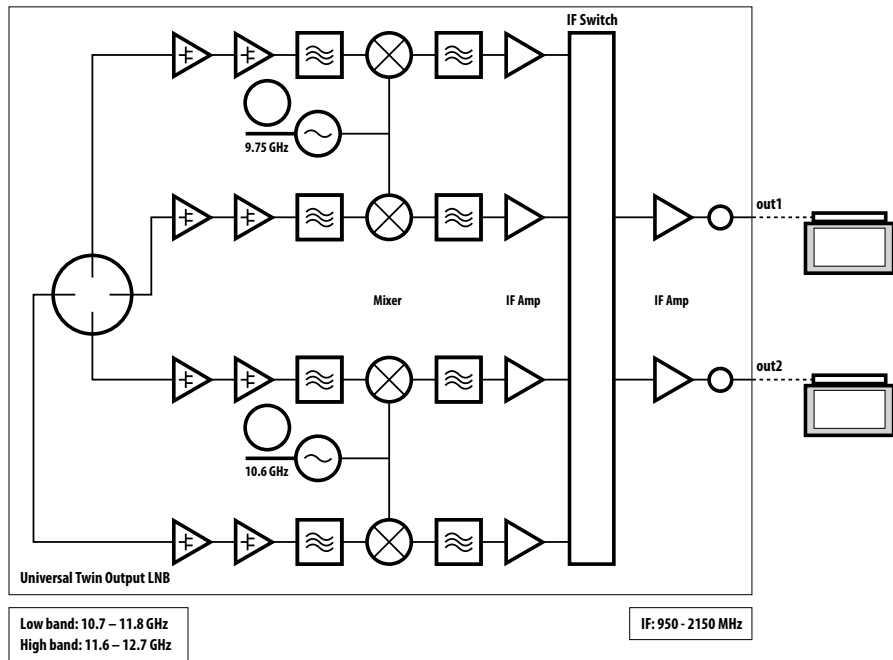 IF Switch
9.75 GHz
out1
Mixer
IF Amp
IF Amp
out2
10.6 GHz
Universal Twin Output LNB
Low band: 10.7 – 11.8 GHz
High band: 11.6 – 12.7 GHz
IF: 950 - 2150 MHz